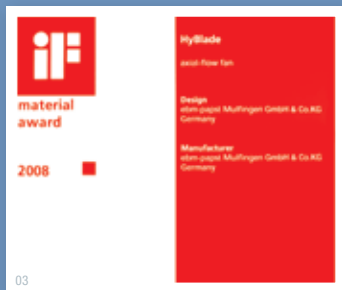 iF
material
award
2008
HyBlade
axial-flow fan
Design
ebm-papst Mulfingen GmbH & Co.KG
Germany
Manufacturer
ebm-papst Mulfingen GmbH & Co.KG
Germany
03